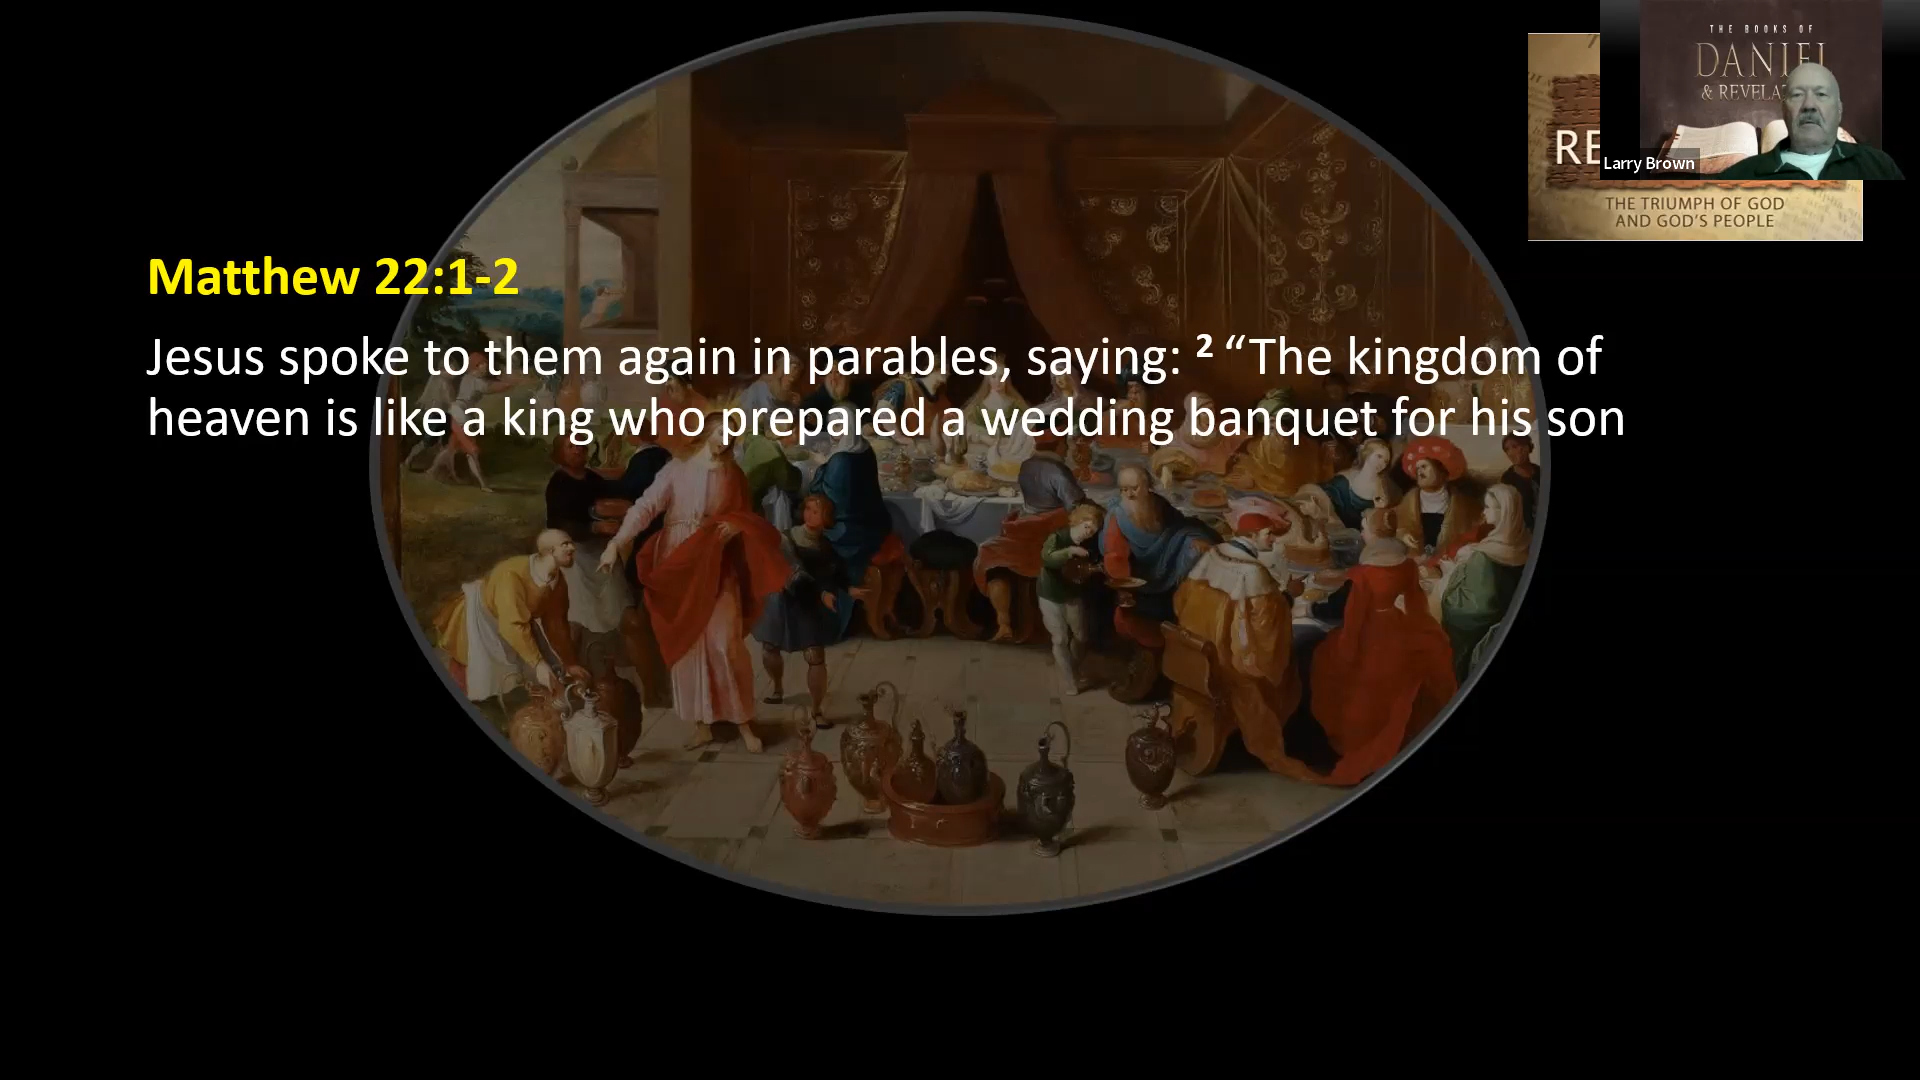 THE BOOKS OF
DANIEL
& REVELA
RE
Larry Brown
THE TRIUMPH OF GOD
AND GOD'S PEOPLE
Matthew 22:1-2
Jesus spoke to them again in parables, saying: ² “The kingdom of
heaven is like a king who prepared a wedding banquet for his son